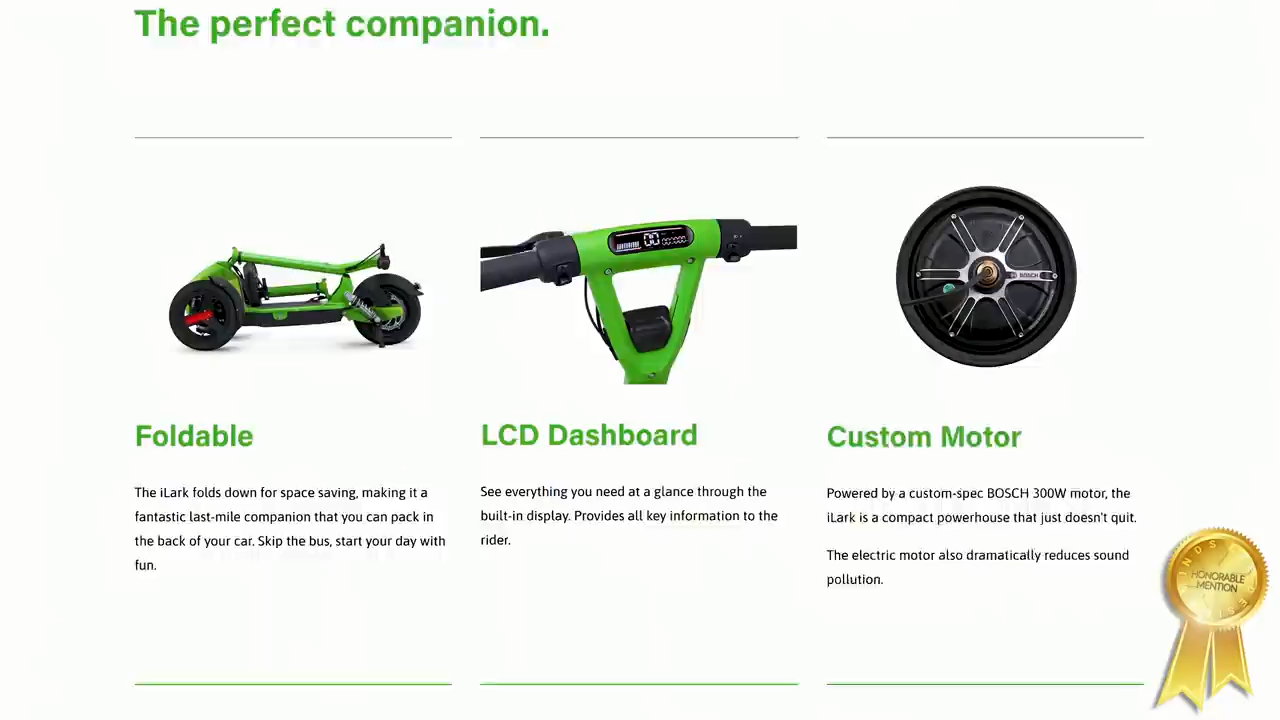 The perfect companion.
00
BOSCH
Foldable
The iLark folds down for space saving, making it a
fantastic last-mile companion that you can pack in
the back of your car. Skip the bus, start your day with
fun.
LCD Dashboard
See everything you need at a glance through the
built-in display. Provides all key information to the
rider.
Custom Motor
Powered by a custom-spec BOSCH 300W motor, the
iLark is a compact powerhouse that just doesn't quit.
The electric motor also dramatically reduces sound
pollution.
HONORABLE
MENTION